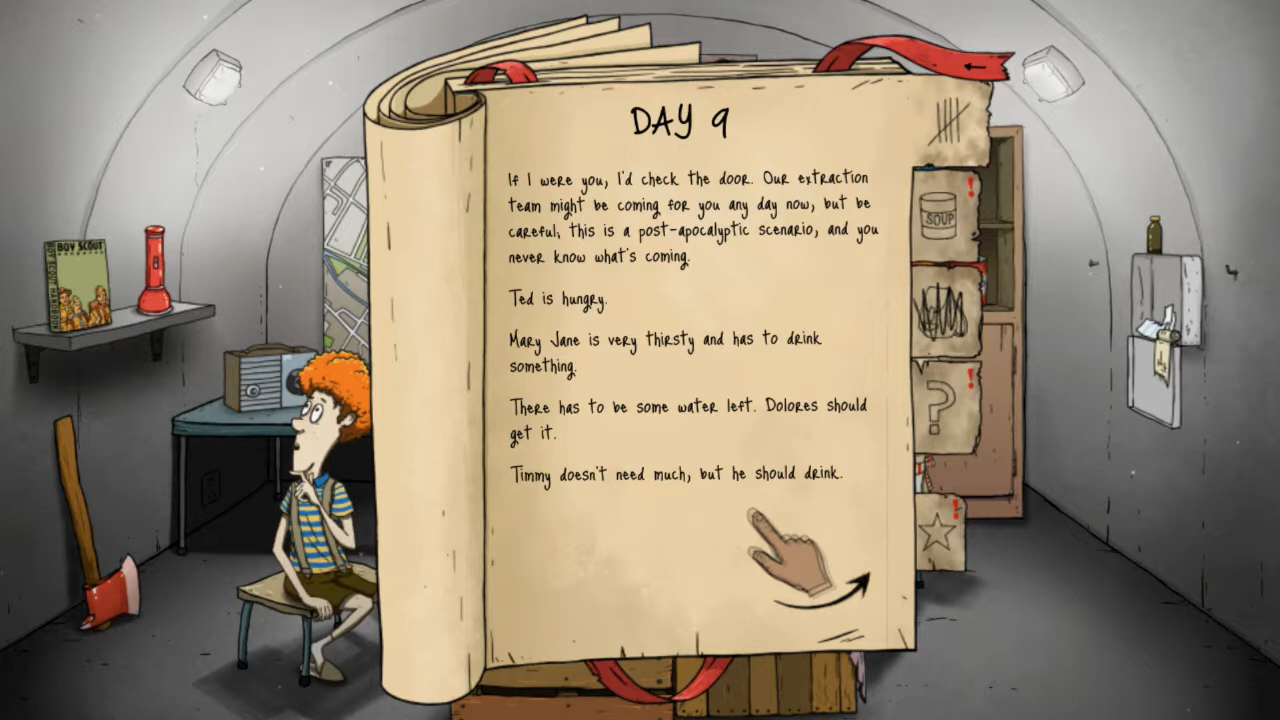 DAY 9
If I were you, I'd check the door. Our extraction
team might be coming for you any day now, but be
careful; this is a post-apocalyptic scenario, and you
never know what's coming.
Ted is hungry.
Mary Jane is very thirsty and has to drink
something.
There has to be some water left. Dolores should
get it.
Timmy doesn't need much, but he should drink.
SOUP
BOY SCOUT